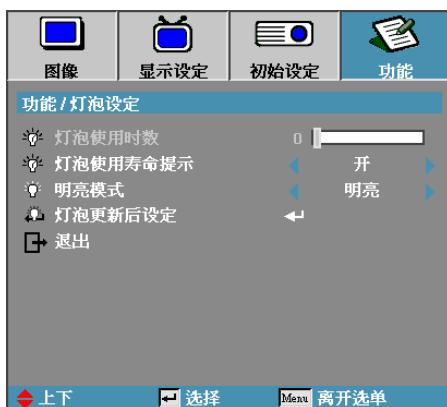 图像 显示设定 初始设定 功能
功能/灯泡设定
灯泡使用时数 0
灯泡使用寿命提示 开
明亮模式 明亮
灯泡更新后设定
退出
上下 选择 Menu 离开选单